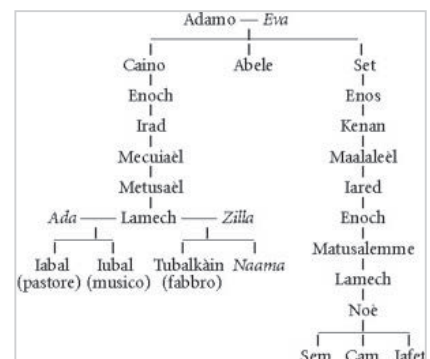 Adamo — Eva
Caino Abele Set
Enoch Enos
Irad Kenan
Mecuiaèl Maalaleèl
Metusaèl Iared
Ada — Lamech — Zilla Enoch
Matusalemme
Iabal Iubal Tubalkàin Naama Lamech
(pastore) (musico) (fabbro)
Noè
Sem Cam Iafet